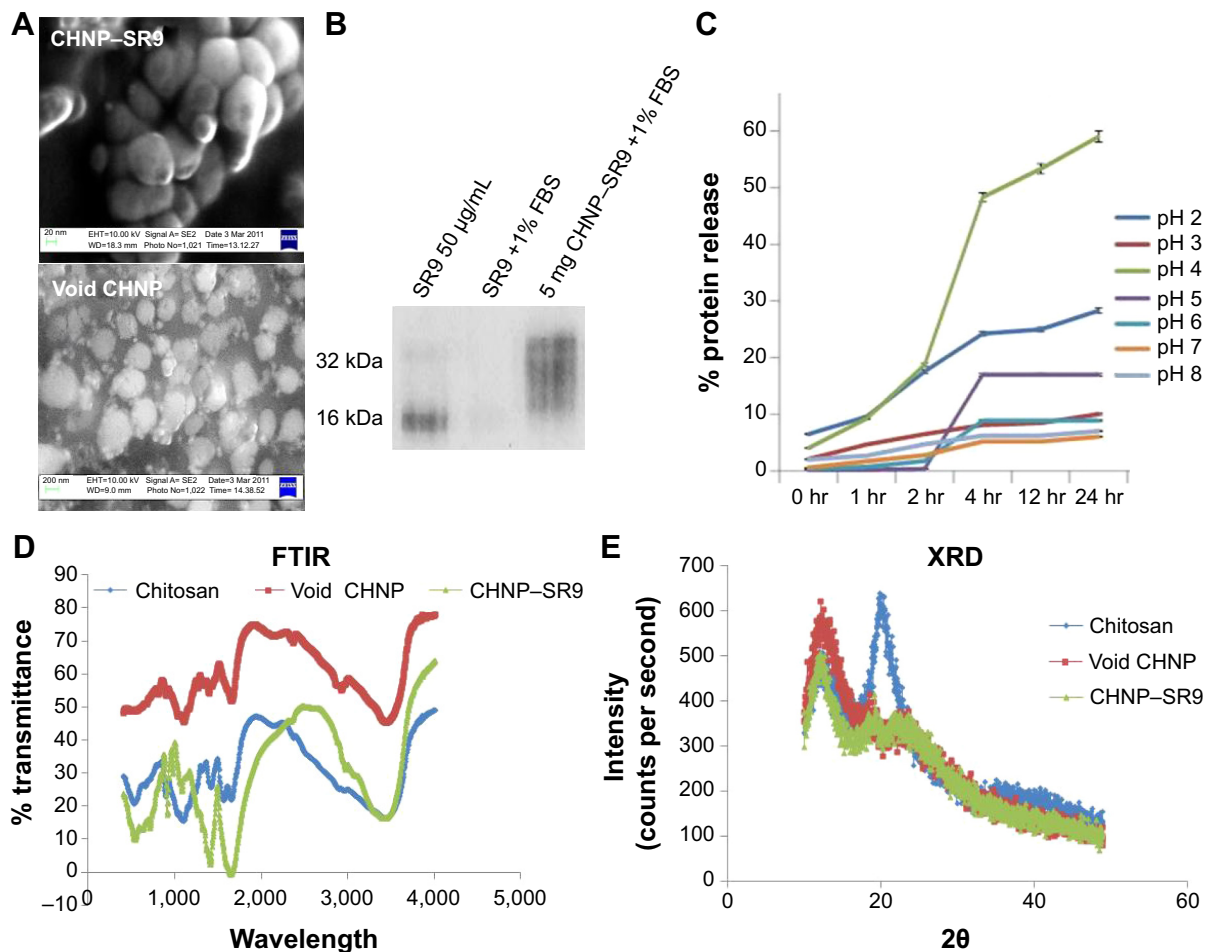 A
CHNP–SR9
20 nm
EHT=10.00 kV Signal A= SE2 Date 3 Mar 2011
WD=18.3 mm Photo No=1,021 Time=13.12.27
ZEISS
Void CHNP
200 nm
EHT=10.00 kV Signal A= SE2 Date=3 Mar 2011
WD=9.0 mm Photo No=1,022 Time= 14.38.52
ZEISS
B
SR9 50 µg/mL
SR9 +1% FBS
5 mg CHNP–SR9 +1% FBS
32 kDa
16 kDa
C
% protein release
60
50
40
30
20
10
0
0 hr 1 hr 2 hr 4 hr 12 hr 24 hr
pH 2
pH 3
pH 4
pH 5
pH 6
pH 7
pH 8
D
FTIR
Chitosan Void CHNP CHNP–SR9
% transmittance
90
80
70
60
50
40
30
20
10
0
–10
0 1,000 2,000 3,000 4,000 5,000
Wavelength
E
XRD
Intensity
(counts per second)
700
600
500
400
300
200
100
0
0 20 40 60
2θ
Chitosan
Void CHNP
CHNP–SR9